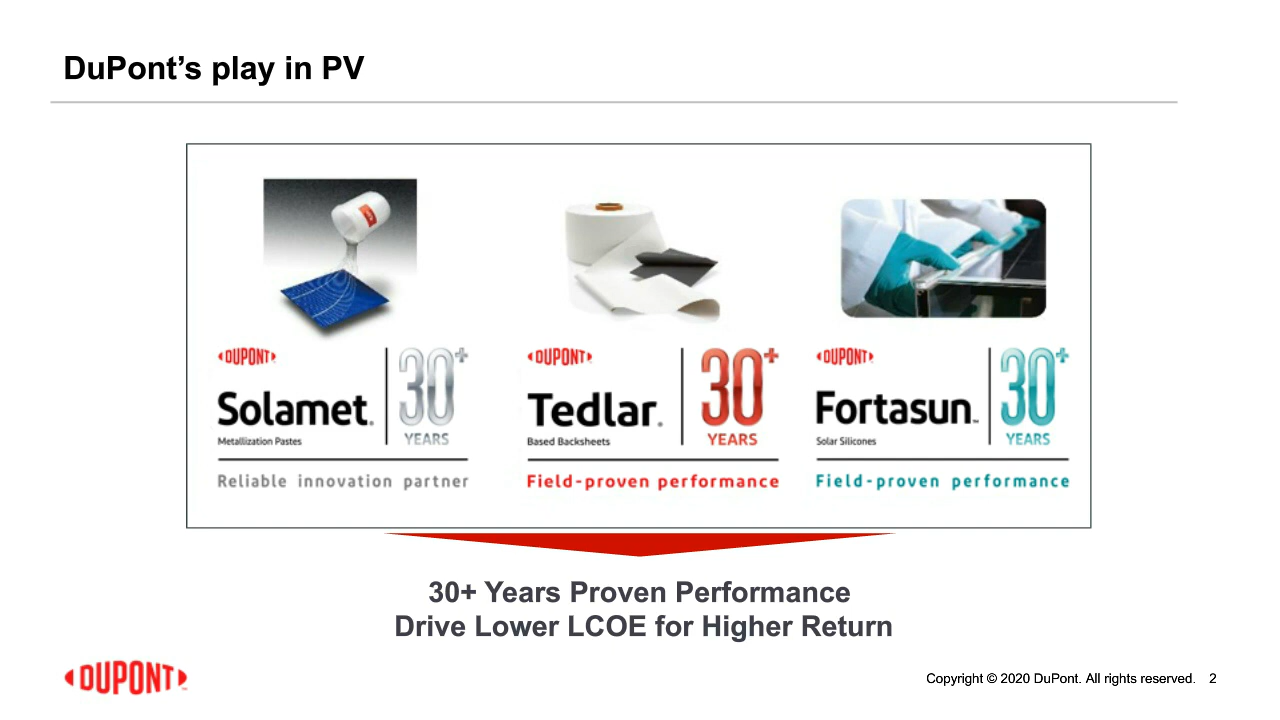 DuPont’s play in PV
DUPONT
Solamet®
Metallization Pastes
30+
YEARS
Reliable innovation partner
DUPONT
Tedlar®
Based Backsheets
30+
YEARS
Field-proven performance
DUPONT
Fortasun™
Solar Silicones
30+
YEARS
Field-proven performance
30+ Years Proven Performance
Drive Lower LCOE for Higher Return
DUPONT™
Copyright © 2020 DuPont. All rights reserved. 2